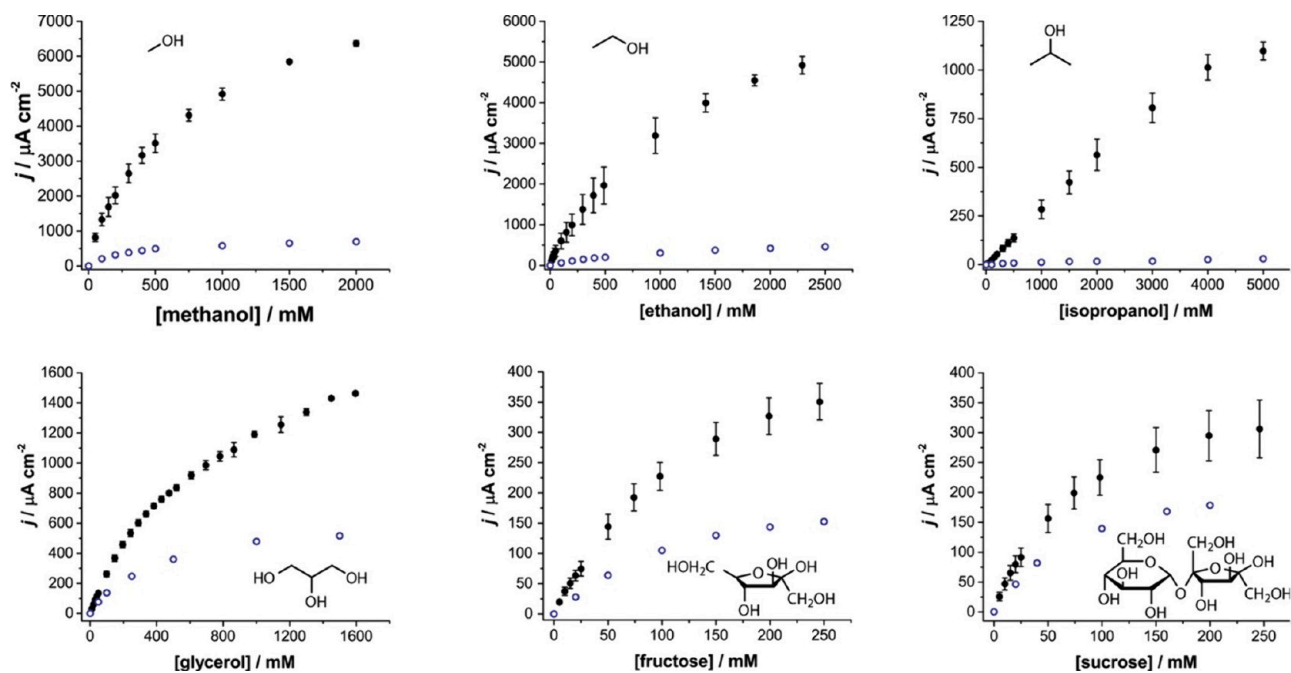 7000
6000
5000
4000
3000
2000
1000
0
j / µA cm⁻²
OH
0 500 1000 1500 2000
[methanol] / mM
6000
5000
4000
3000
2000
1000
0
j / µA cm⁻²
OH
0 500 1000 1500 2000 2500
[ethanol] / mM
1250
1000
750
500
250
0
j / µA cm⁻²
OH
0 1000 2000 3000 4000 5000
[isopropanol] / mM
1600
1400
1200
1000
800
600
400
200
0
j / µA cm⁻²
HO OH
OH
0 400 800 1200 1600
[glycerol] / mM
400
350
300
250
200
150
100
50
0
j / µA cm⁻²
HOH₂C O OH OH
OH CH₂OH
0 50 100 150 200 250
[fructose] / mM
400
350
300
250
200
150
100
50
0
j / µA cm⁻²
CH₂OH
CH₂OH
HO HO O OH O OH OH
OH O OH CH₂OH
0 50 100 150 200 250
[sucrose] / mM